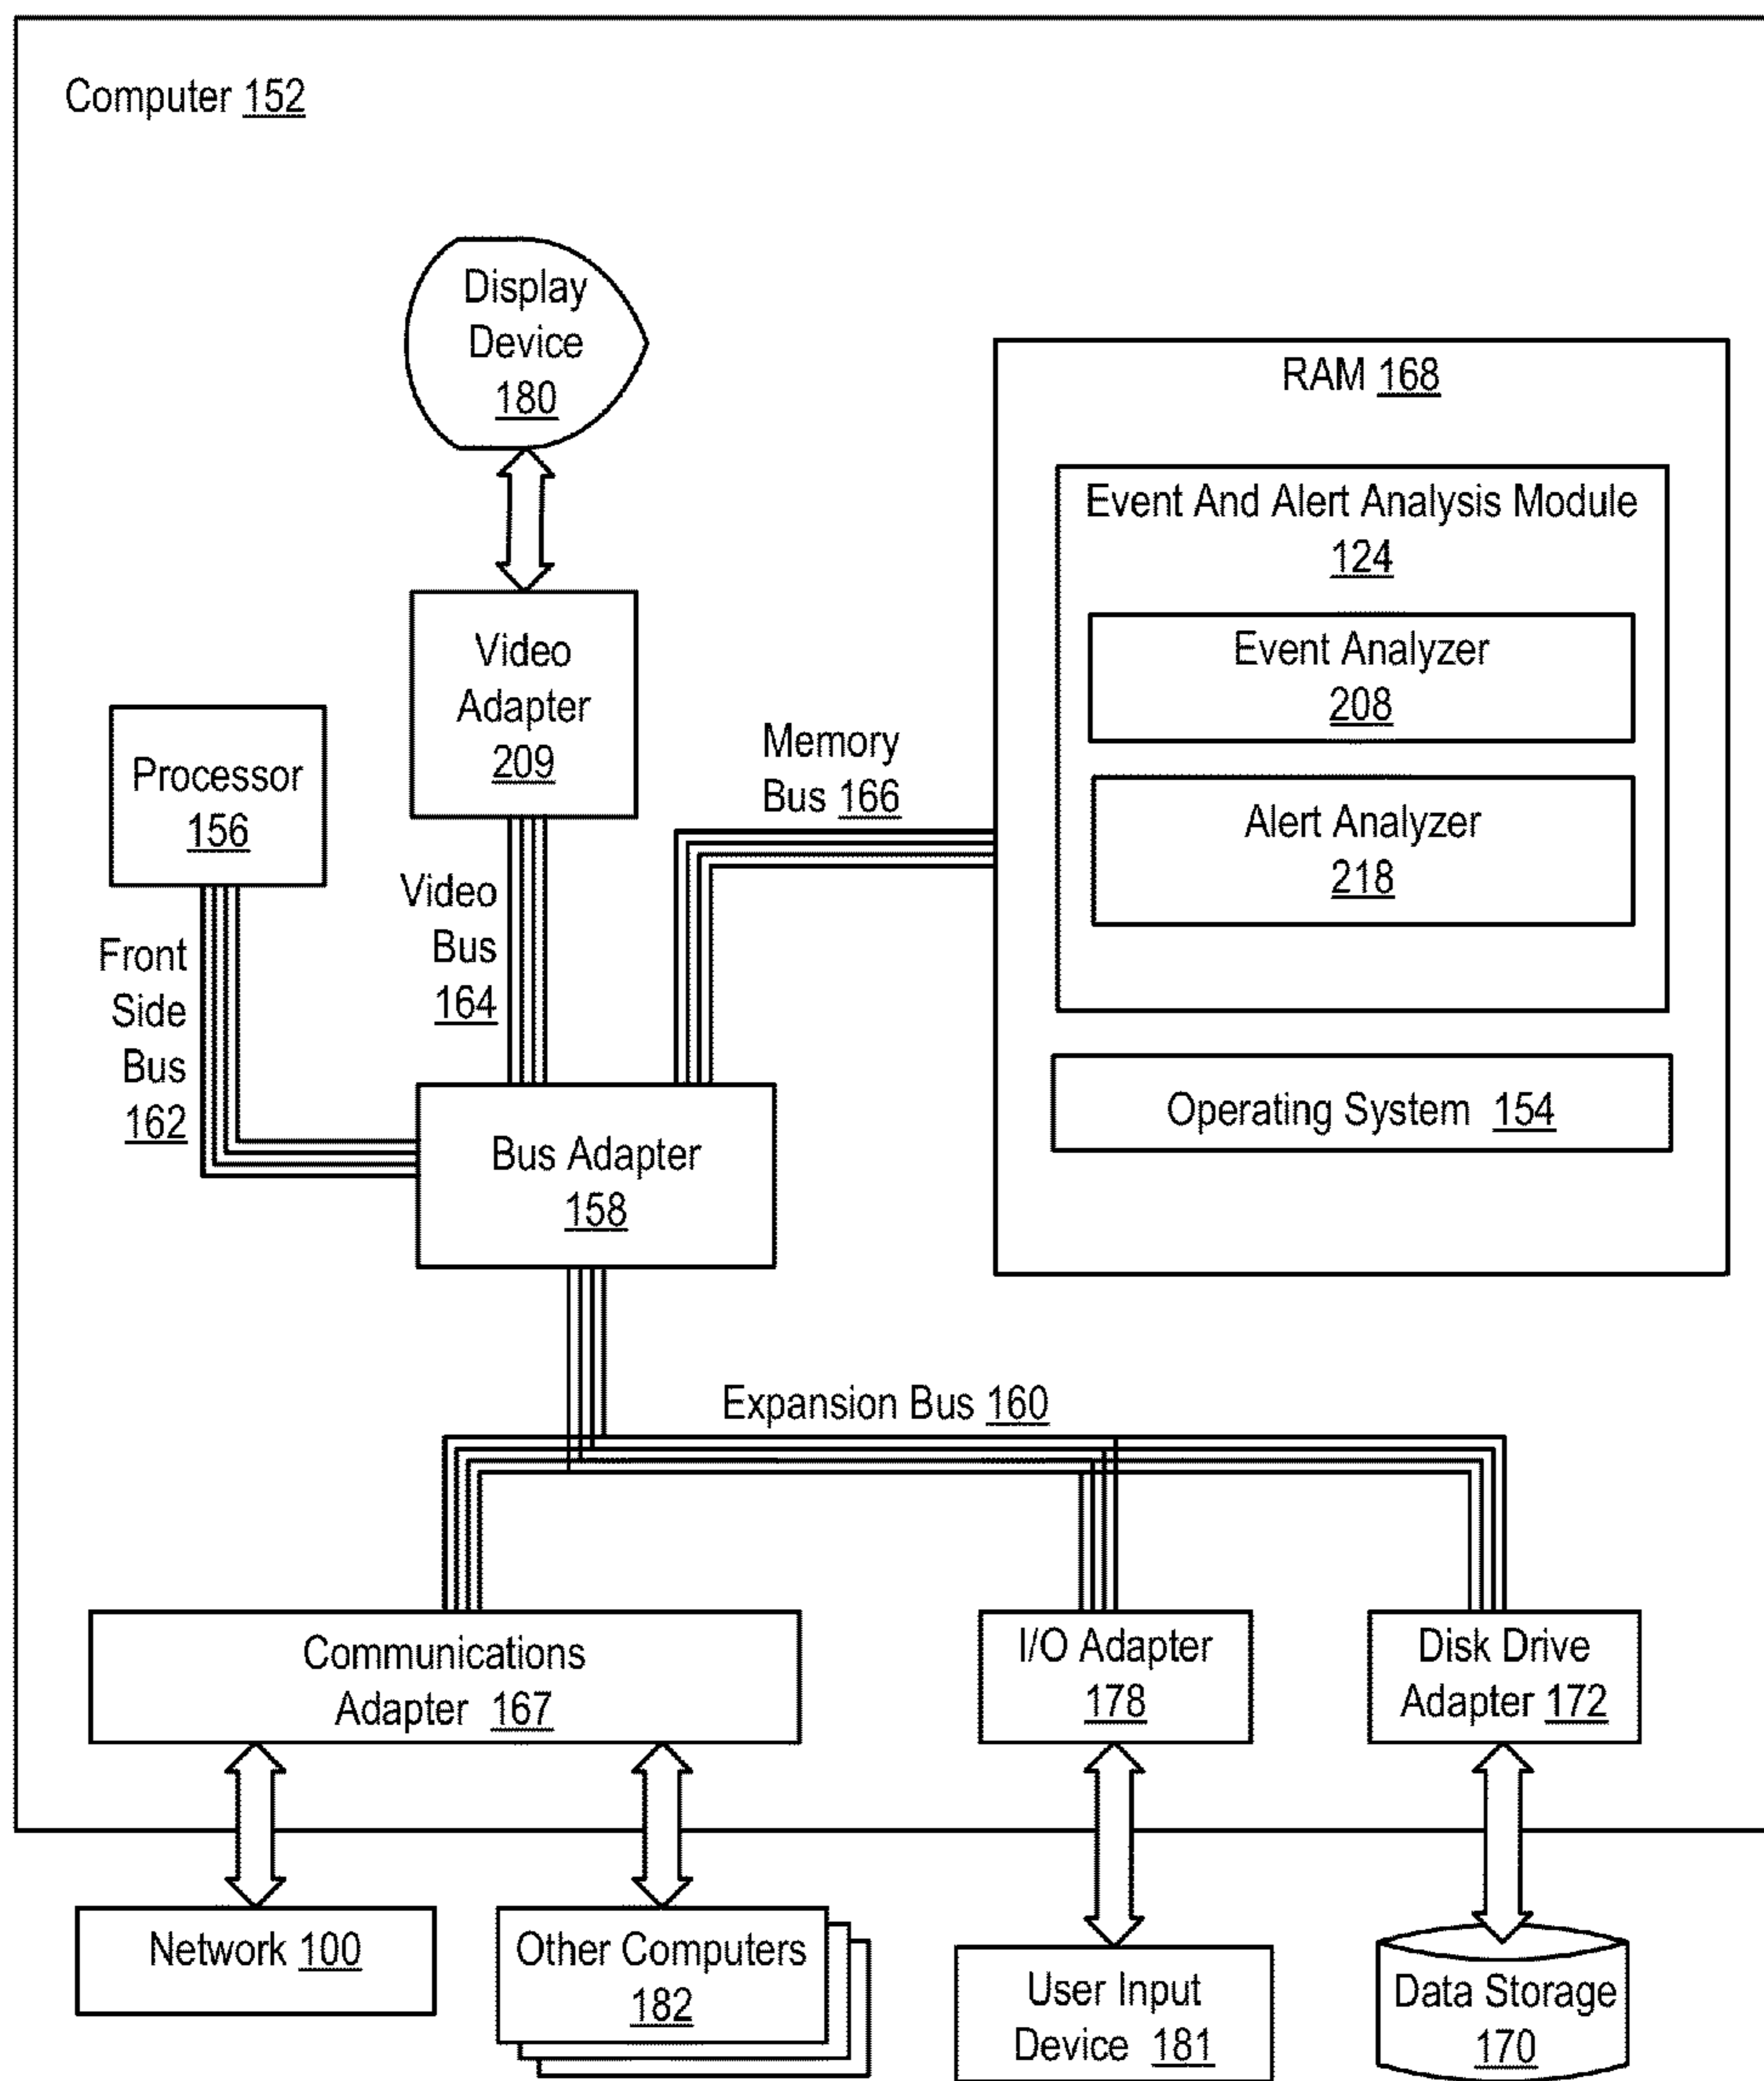 Computer 152
Display
Device
180
RAM 168
Event And Alert Analysis Module
124
Event Analyzer
208
Alert Analyzer
218
Operating System 154
Video
Adapter
209
Processor
156
Memory
Bus 166
Video
Bus
164
Front
Side
Bus
162
Bus Adapter
158
Expansion Bus 160
Communications
Adapter 167
I/O Adapter
178
Disk Drive
Adapter 172
Network 100
Other Computers
182
User Input
Device 181
Data Storage
170